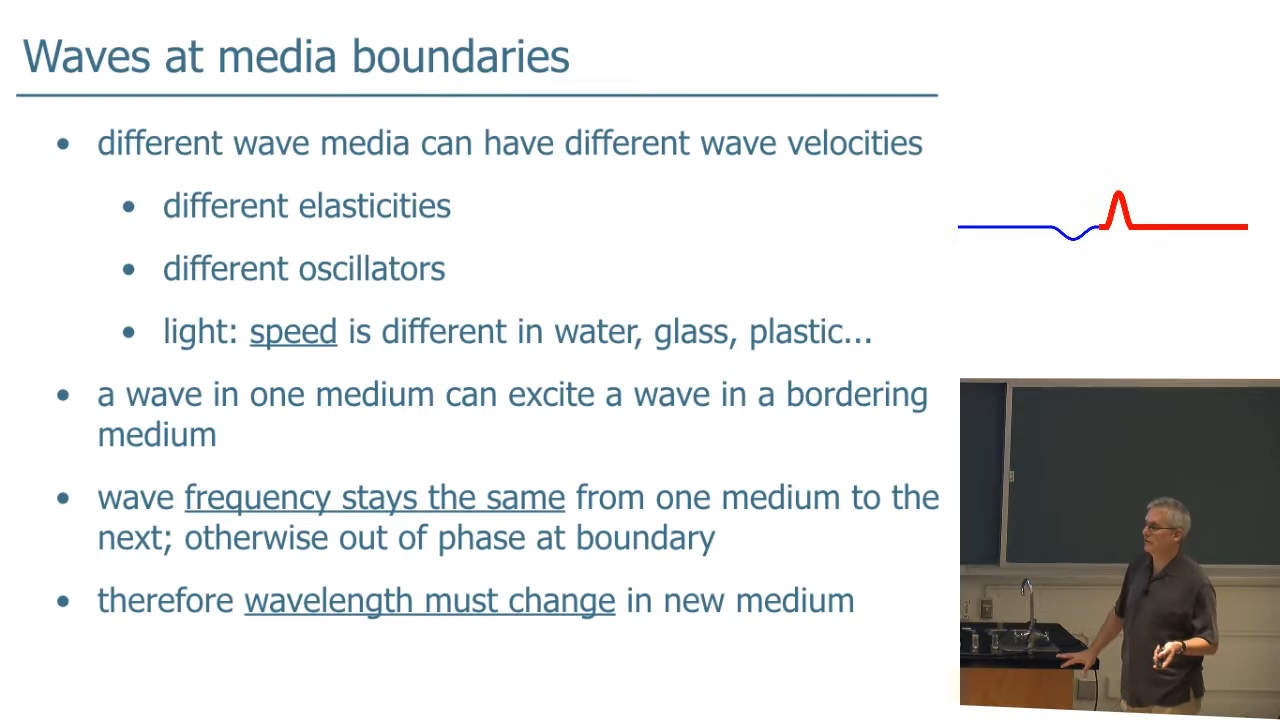 Waves at media boundaries
• different wave media can have different wave velocities
• different elasticities
• different oscillators
• light: speed is different in water, glass, plastic...
• a wave in one medium can excite a wave in a bordering
medium
• wave frequency stays the same from one medium to the
next; otherwise out of phase at boundary
• therefore wavelength must change in new medium